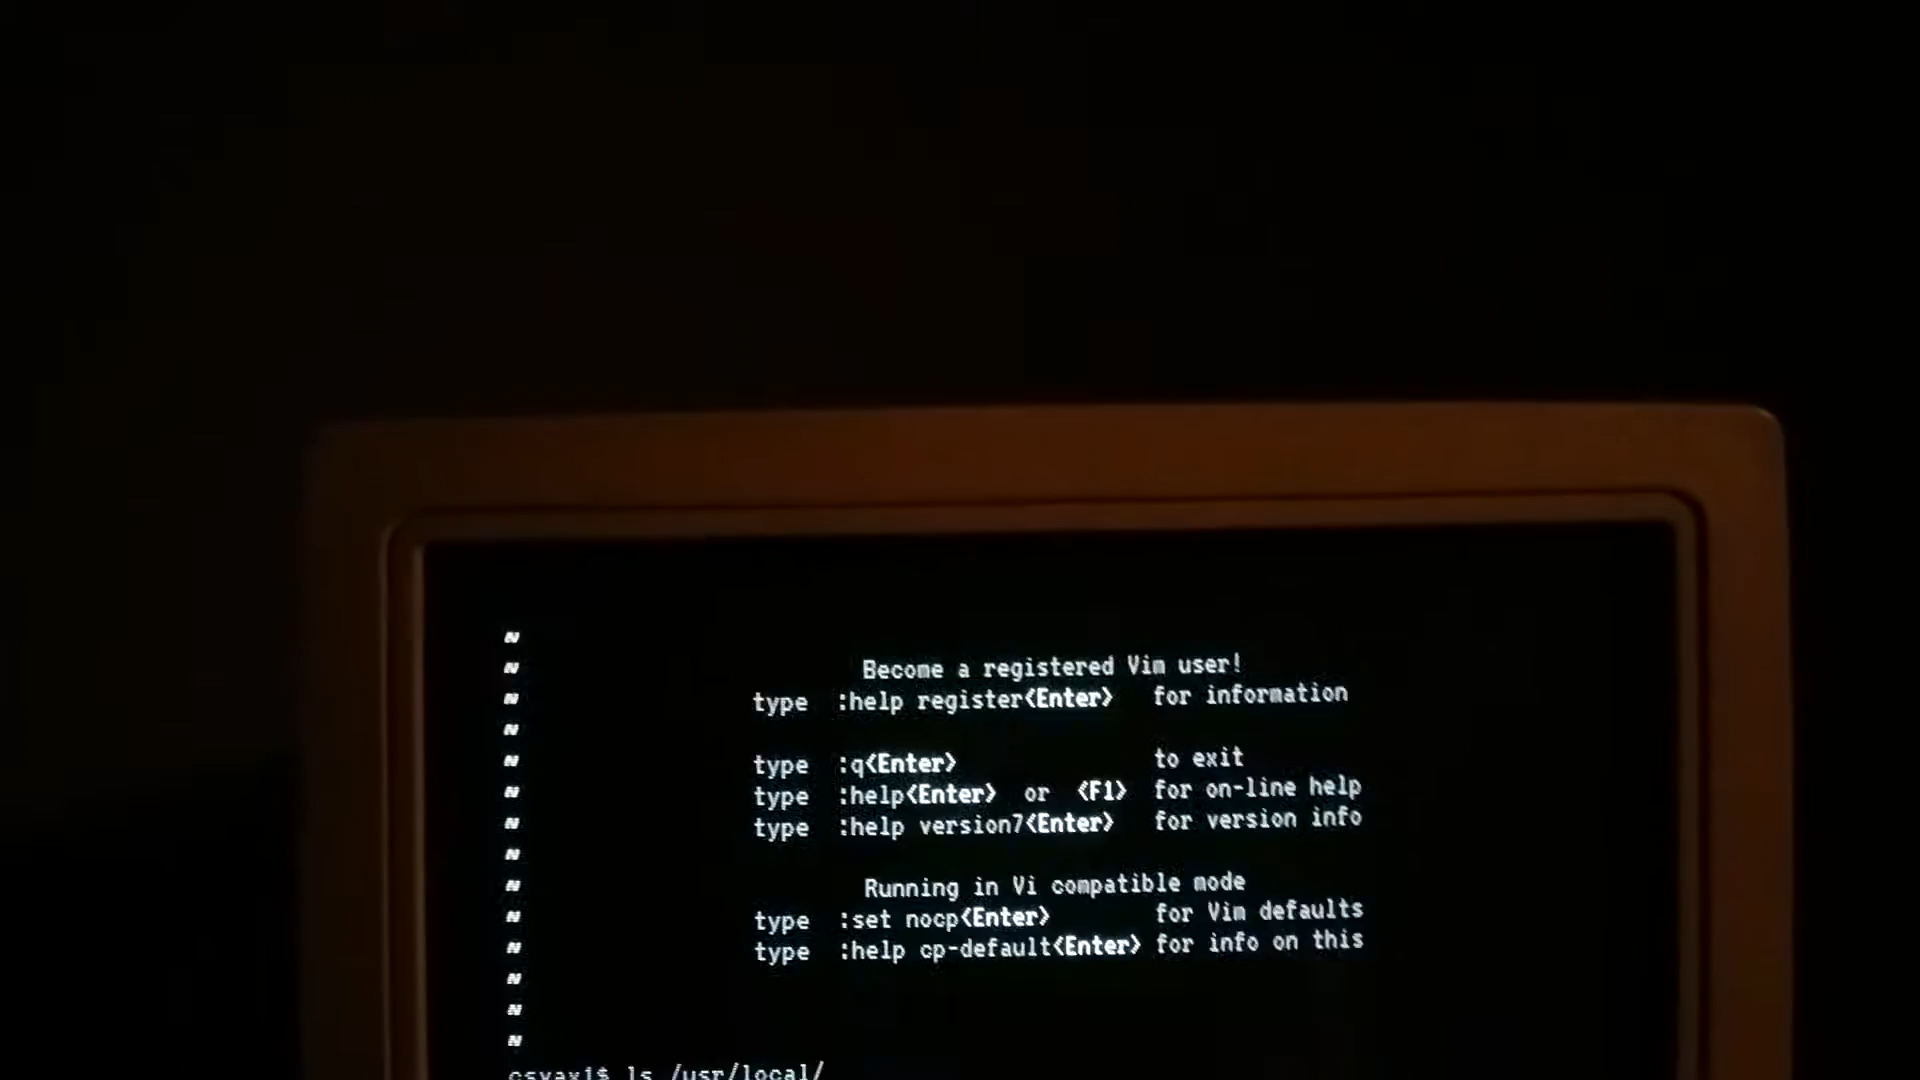 ~
~ Become a registered Vim user!
~ type :help register<Enter> for information
~
~ type :q<Enter> to exit
~ type :help<Enter> or <F1> for on-line help
~ type :help version7<Enter> for version info
~
~ Running in Vi compatible mode
~ type :set nocp<Enter> for Vim defaults
~ type :help cp-default<Enter> for info on this
~
~
~
csvax1$ ls /usr/local/